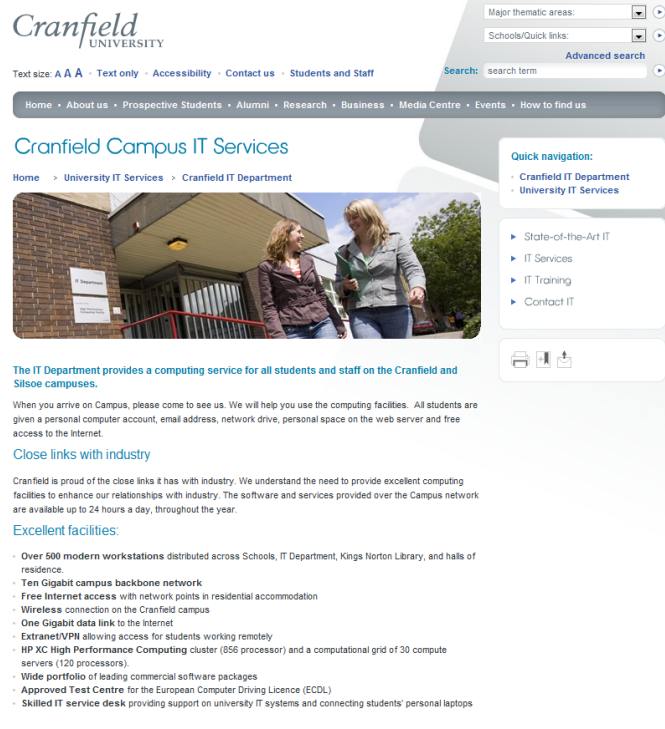 Cranfield
UNIVERSITY
Major thematic areas:
Schools/Quick links:
Advanced search
Text size: A A A Text only Accessibility Contact us Students and Staff
Search: search term
Home • About us • Prospective Students • Alumni • Research • Business • Media Centre • Events • How to find us
Cranfield Campus IT Services
Home > University IT Services > Cranfield IT Department
IT Department
The IT Department provides a computing service for all students and staff on the Cranfield and
Silsoe campuses.
When you arrive on Campus, please come to see us. We will help you use the computing facilities. All students are
given a personal computer account, email address, network drive, personal space on the web server and free
access to the Internet.
Close links with industry
Cranfield is proud of the close links it has with industry. We understand the need to provide excellent computing
facilities to enhance our relationships with industry. The software and services provided over the Campus network
are available up to 24 hours a day, throughout the year.
Excellent facilities:
Over 500 modern workstations distributed across Schools, IT Department, Kings Norton Library, and halls of
residence.
Ten Gigabit campus backbone network
Free Internet access with network points in residential accommodation
Wireless connection on the Cranfield campus
One Gigabit data link to the Internet
Extranet/VPN allowing access for students working remotely
HP XC High Performance Computing cluster (856 processor) and a computational grid of 30 compute
servers (120 processors).
Wide portfolio of leading commercial software packages
Approved Test Centre for the European Computer Driving Licence (ECDL)
Skilled IT service desk providing support on university IT systems and connecting students' personal laptops
Quick navigation:
Cranfield IT Department
University IT Services
State-of-the-Art IT
IT Services
IT Training
Contact IT